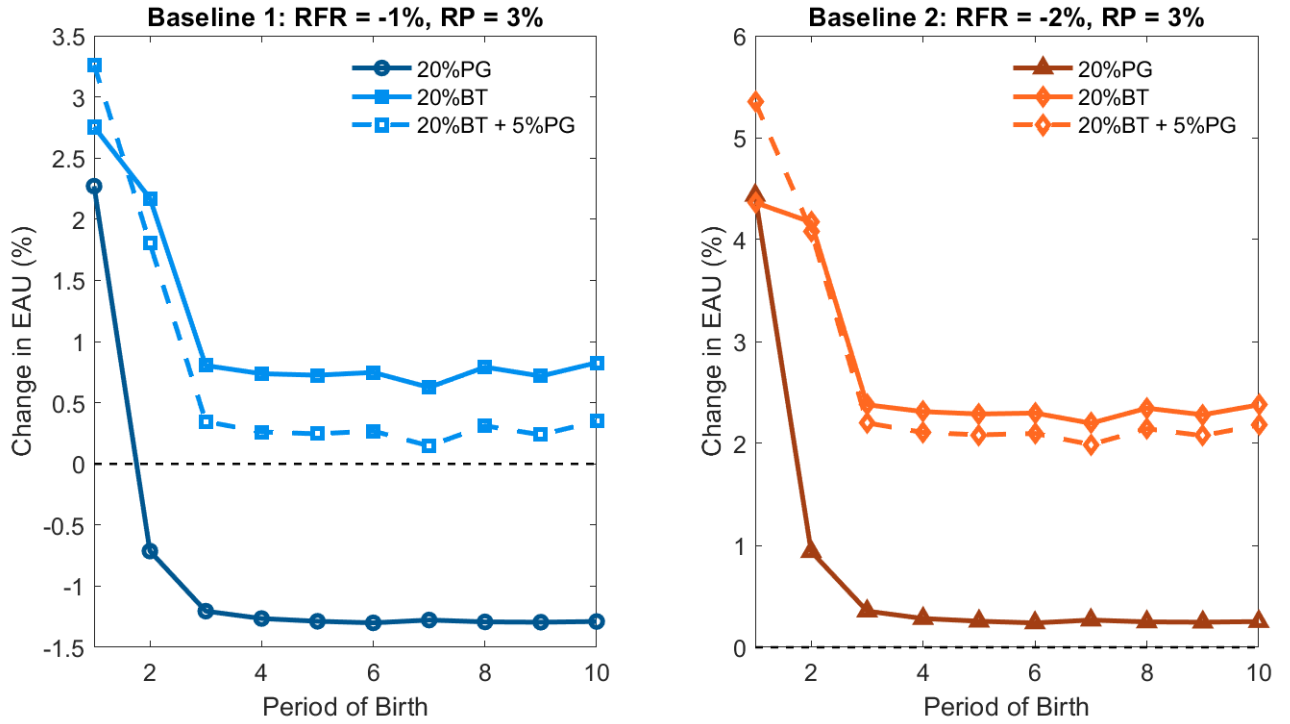 Baseline 1: RFR = -1%, RP = 3%
3.5
3
2.5
2
1.5
1
0.5
0
-0.5
-1
-1.5
Change in EAU (%)
20%PG
20%BT
20%BT + 5%PG
2 4 6 8 10
Period of Birth
Baseline 2: RFR = -2%, RP = 3%
6
5
4
3
2
1
0
Change in EAU (%)
20%PG
20%BT
20%BT + 5%PG
2 4 6 8 10
Period of Birth